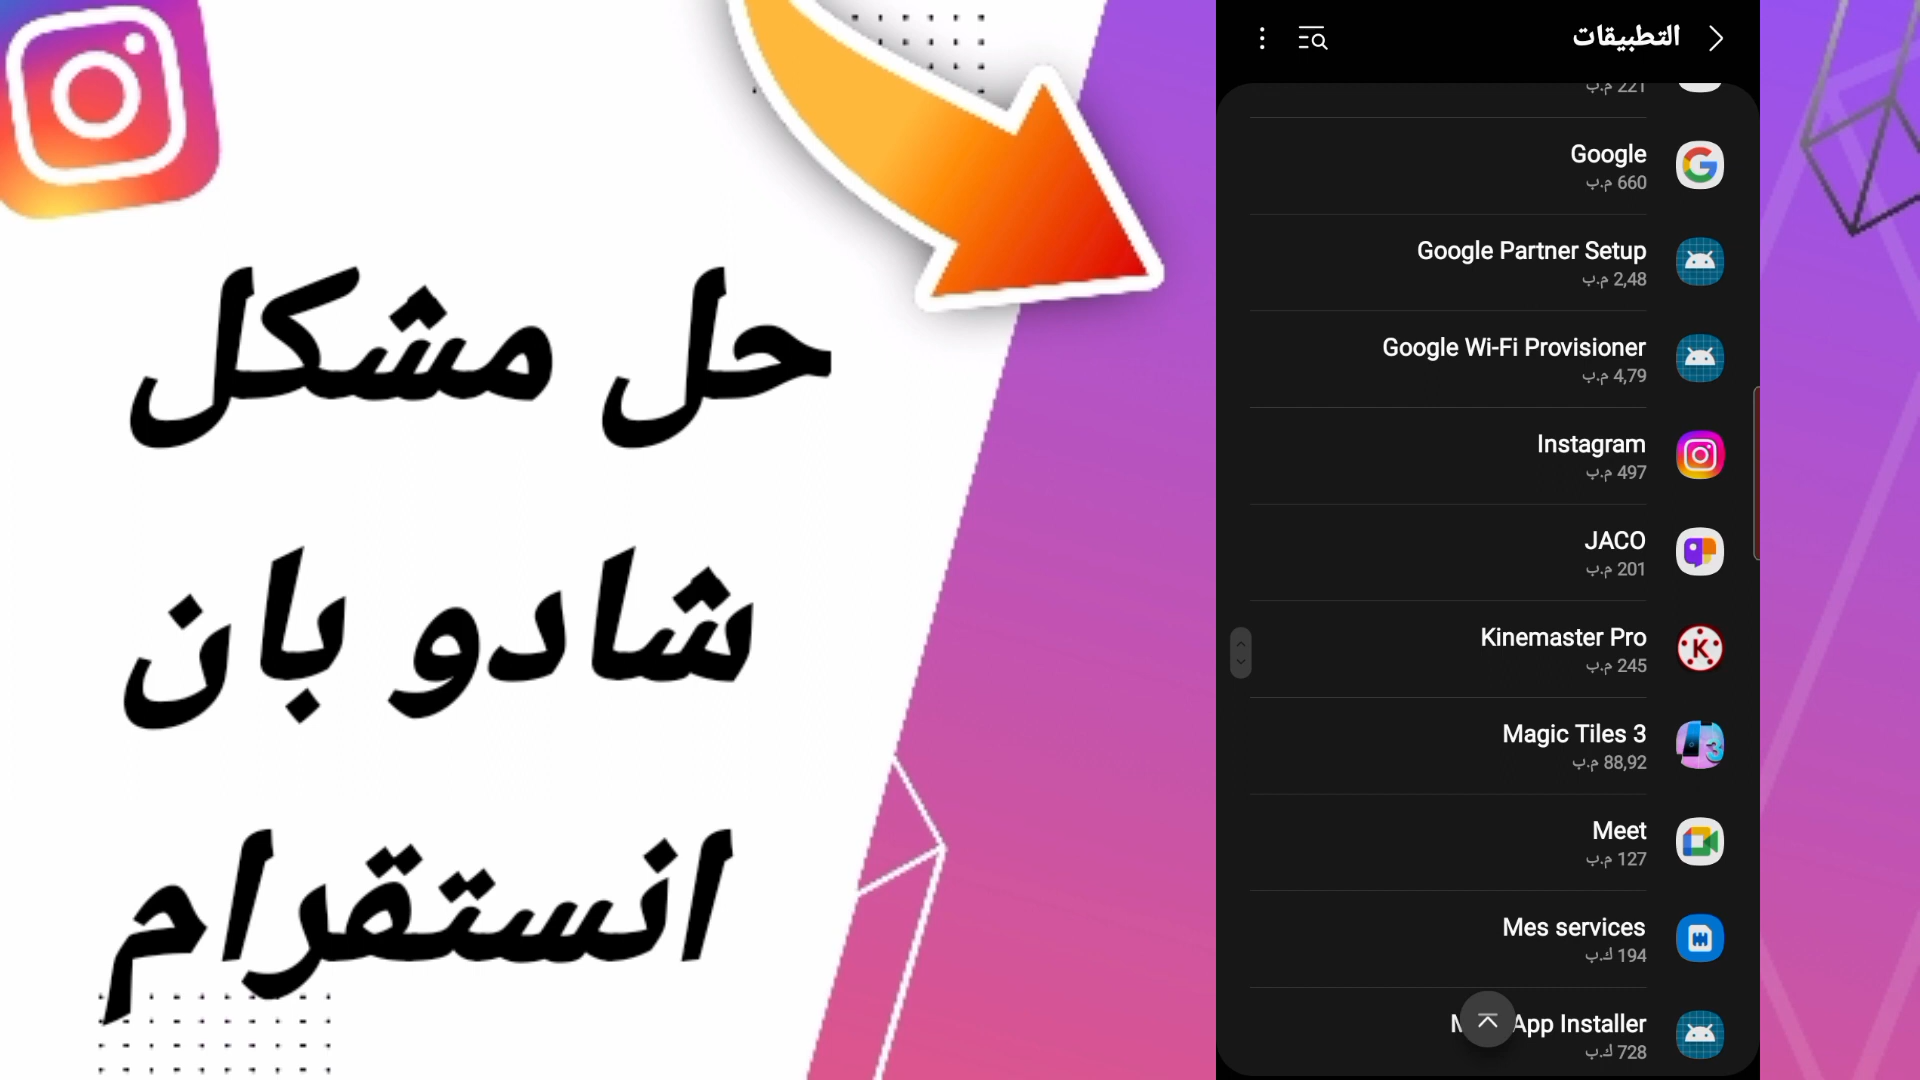 حل مشكل
شادو بان
انستقرام
التطبيقات
221 م.ب
Google
660 م.ب
Google Partner Setup
2,48 م.ب
Google Wi-Fi Provisioner
4,79 م.ب
Instagram
497 م.ب
JACO
201 م.ب
Kinemaster Pro
245 م.ب
Magic Tiles 3
88,92 م.ب
Meet
127 م.ب
Mes services
194 ك.ب
App Installer
728 ك.ب